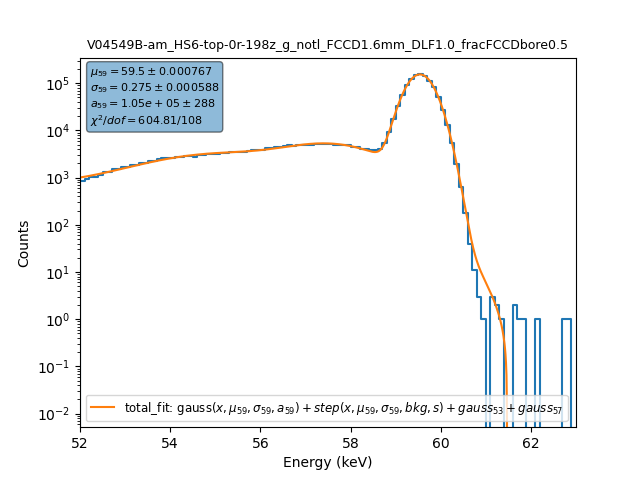 V04549B-am_HS6-top-0r-198z_g_notl_FCCD1.6mm_DLF1.0_fracFCCDbore0.5
μ₅₉ = 59.5 ± 0.000767
σ₅₉ = 0.275 ± 0.000588
a₅₉ = 1.05e + 05 ± 288
χ²/dof = 604.81/108
10⁵
10⁴
10³
10²
10¹
10⁰
10⁻¹
10⁻²
Counts
total_fit: gauss(x, μ₅₉, σ₅₉, a₅₉) + step(x, μ₅₉, σ₅₉, bkg, s) + gauss₅₃ + gauss₅₇
52 54 56 58 60 62
Energy (keV)